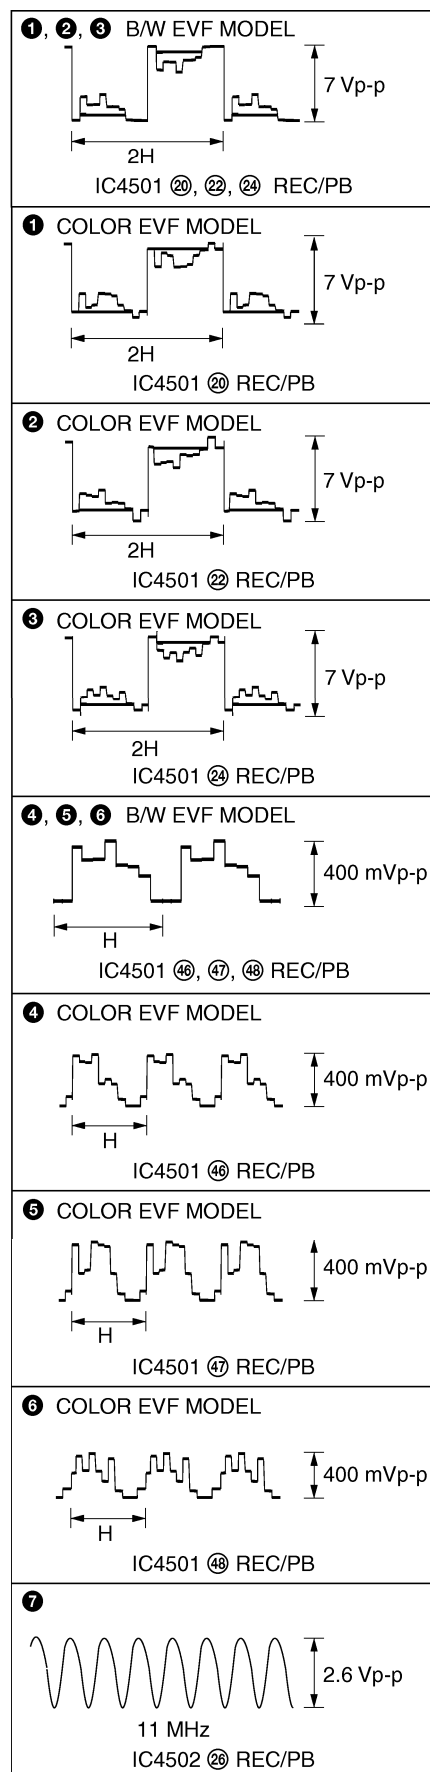 ❶, ❷, ❸ B/W EVF MODEL
7 Vp-p
2H
IC4501 ⑳, ㉒, ㉔ REC/PB
❶ COLOR EVF MODEL
7 Vp-p
2H
IC4501 ⑳ REC/PB
❷ COLOR EVF MODEL
7 Vp-p
2H
IC4501 ㉒ REC/PB
❸ COLOR EVF MODEL
7 Vp-p
2H
IC4501 ㉔ REC/PB
❹, ❺, ❻ B/W EVF MODEL
400 mVp-p
H
IC4501 ㊻, ㊼, ㊽ REC/PB
❹ COLOR EVF MODEL
400 mVp-p
H
IC4501 ㊻ REC/PB
❺ COLOR EVF MODEL
400 mVp-p
H
IC4501 ㊼ REC/PB
❻ COLOR EVF MODEL
400 mVp-p
H
IC4501 ㊽ REC/PB
❼
2.6 Vp-p
11 MHz
IC4502 ㉖ REC/PB